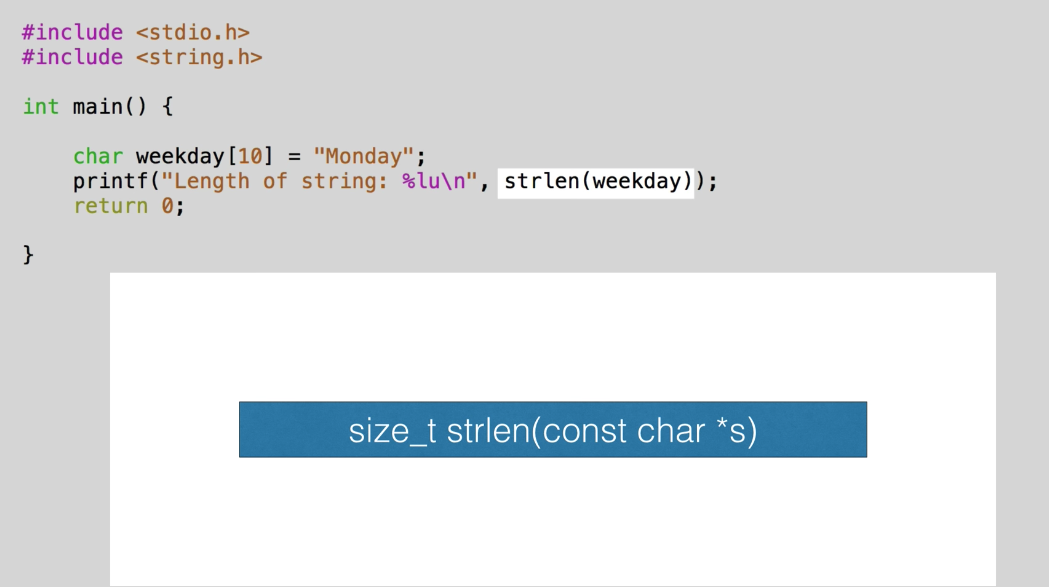 #include <stdio.h>
#include <string.h>
int main() {
char weekday[10] = "Monday";
printf("Length of string: %lu\n", strlen(weekday));
return 0;
}
size_t strlen(const char *s)